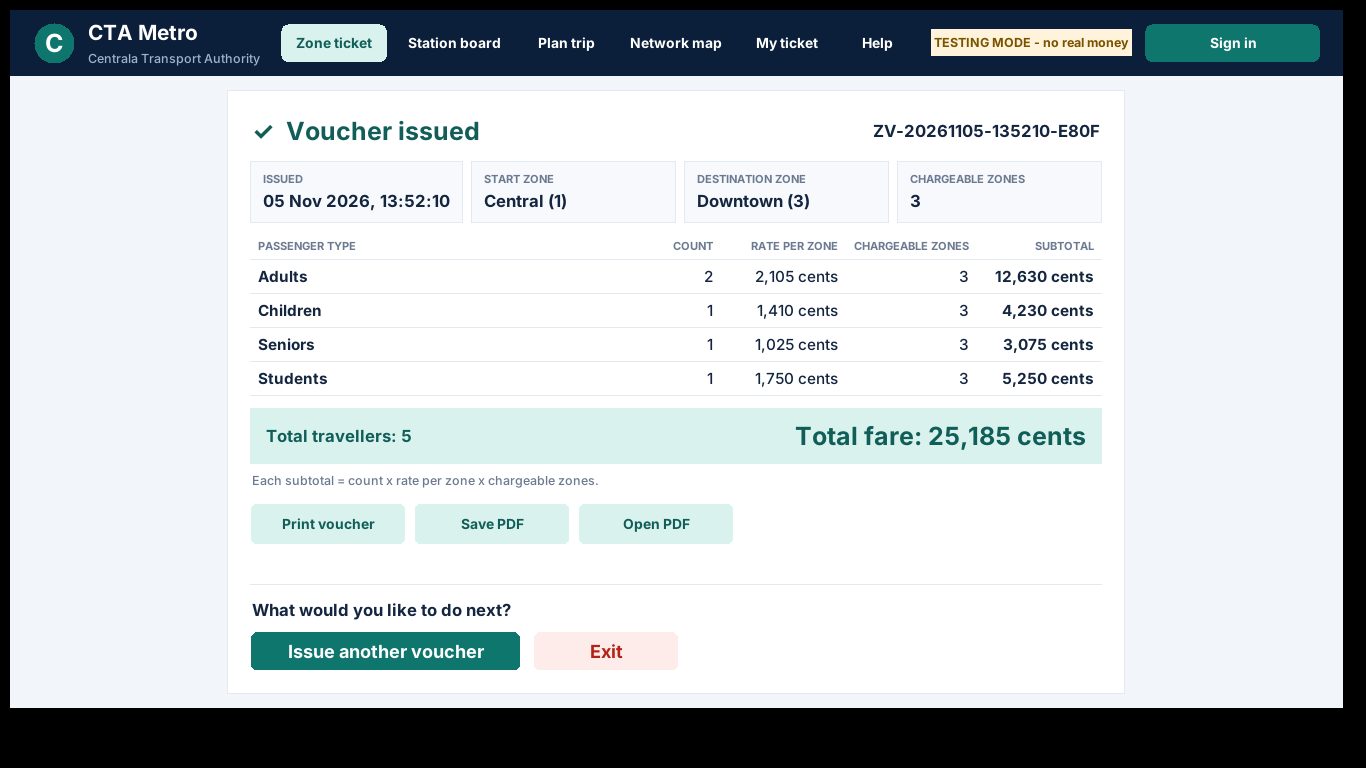 C
CTA Metro
Centrala Transport Authority
Zone ticket
Station board
Plan trip
Network map
My ticket
Help
TESTING MODE - no real money
Sign in
Voucher issued
ZV-20261105-135210-E80F
ISSUED
05 Nov 2026, 13:52:10
START ZONE
Central (1)
DESTINATION ZONE
Downtown (3)
CHARGEABLE ZONES
3
PASSENGER TYPE COUNT RATE PER ZONE CHARGEABLE ZONES SUBTOTAL
Adults 2 2,105 cents 3 12,630 cents
Children 1 1,410 cents 3 4,230 cents
Seniors 1 1,025 cents 3 3,075 cents
Students 1 1,750 cents 3 5,250 cents
Total travellers: 5 Total fare: 25,185 cents
Each subtotal = count x rate per zone x chargeable zones.
Print voucher
Save PDF
Open PDF
What would you like to do next?
Issue another voucher
Exit